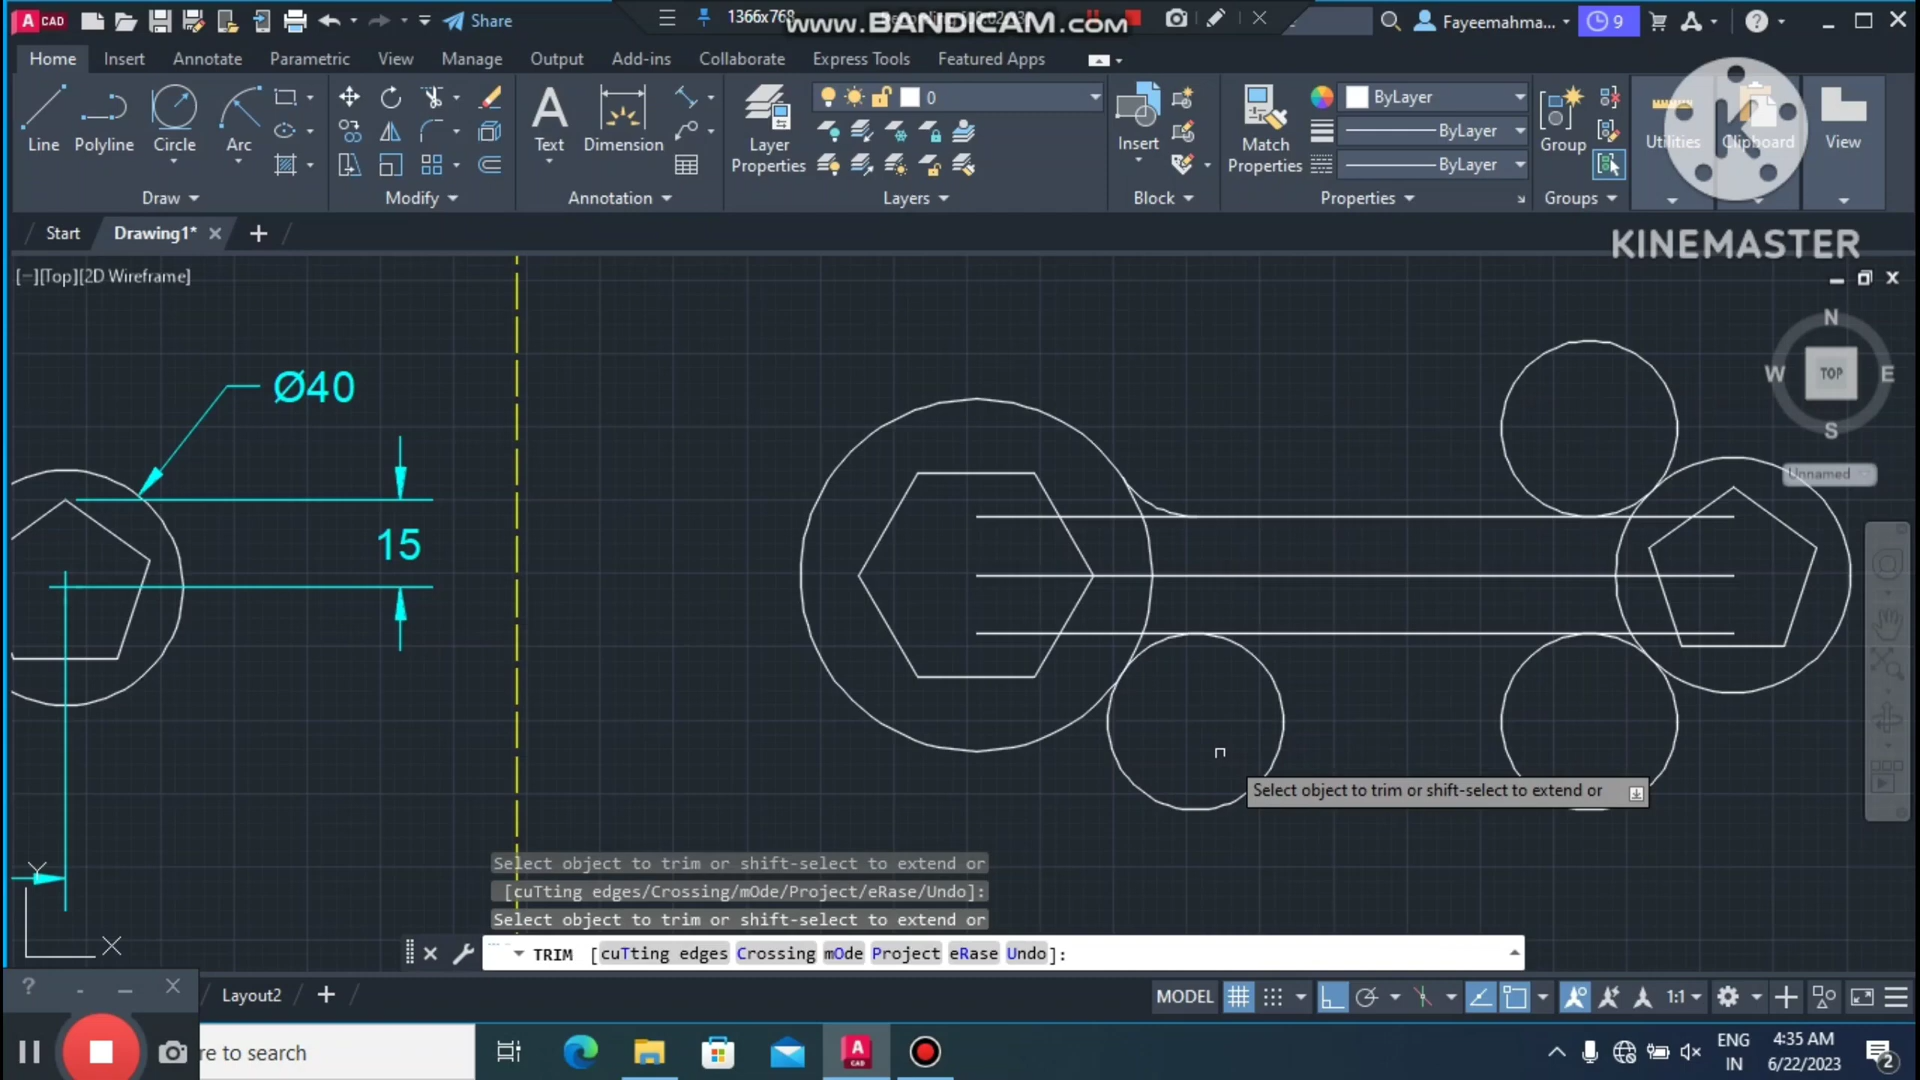 A CAD
Share
1366x768
www.BANDICAM.com
Fayeemahma...
9
Home
Insert
Annotate
Parametric
View
Manage
Output
Add-ins
Collaborate
Express Tools
Featured Apps
Line
Polyline
Circle
Arc
Text
Dimension
Layer
Properties
0
Insert
Match
Properties
ByLayer
ByLayer
ByLayer
Group
Utilities
Clipboard
View
Draw
Modify
Annotation
Layers
Block
Properties
Groups
Start
Drawing1*
KINEMASTER
[−][Top][2D Wireframe]
N
W
TOP
E
S
Unnamed
Ø40
15
Select object to trim or shift-select to extend or
Select object to trim or shift-select to extend or
[cuTting edges/Crossing/mOde/Project/eRase/Undo]:
Select object to trim or shift-select to extend or
TRIM [cuTting edges Crossing mOde Project eRase Undo]:
Y
X
Layout2
MODEL
1:1
re to search
ENG
IN
4:35 AM
6/22/2023
2